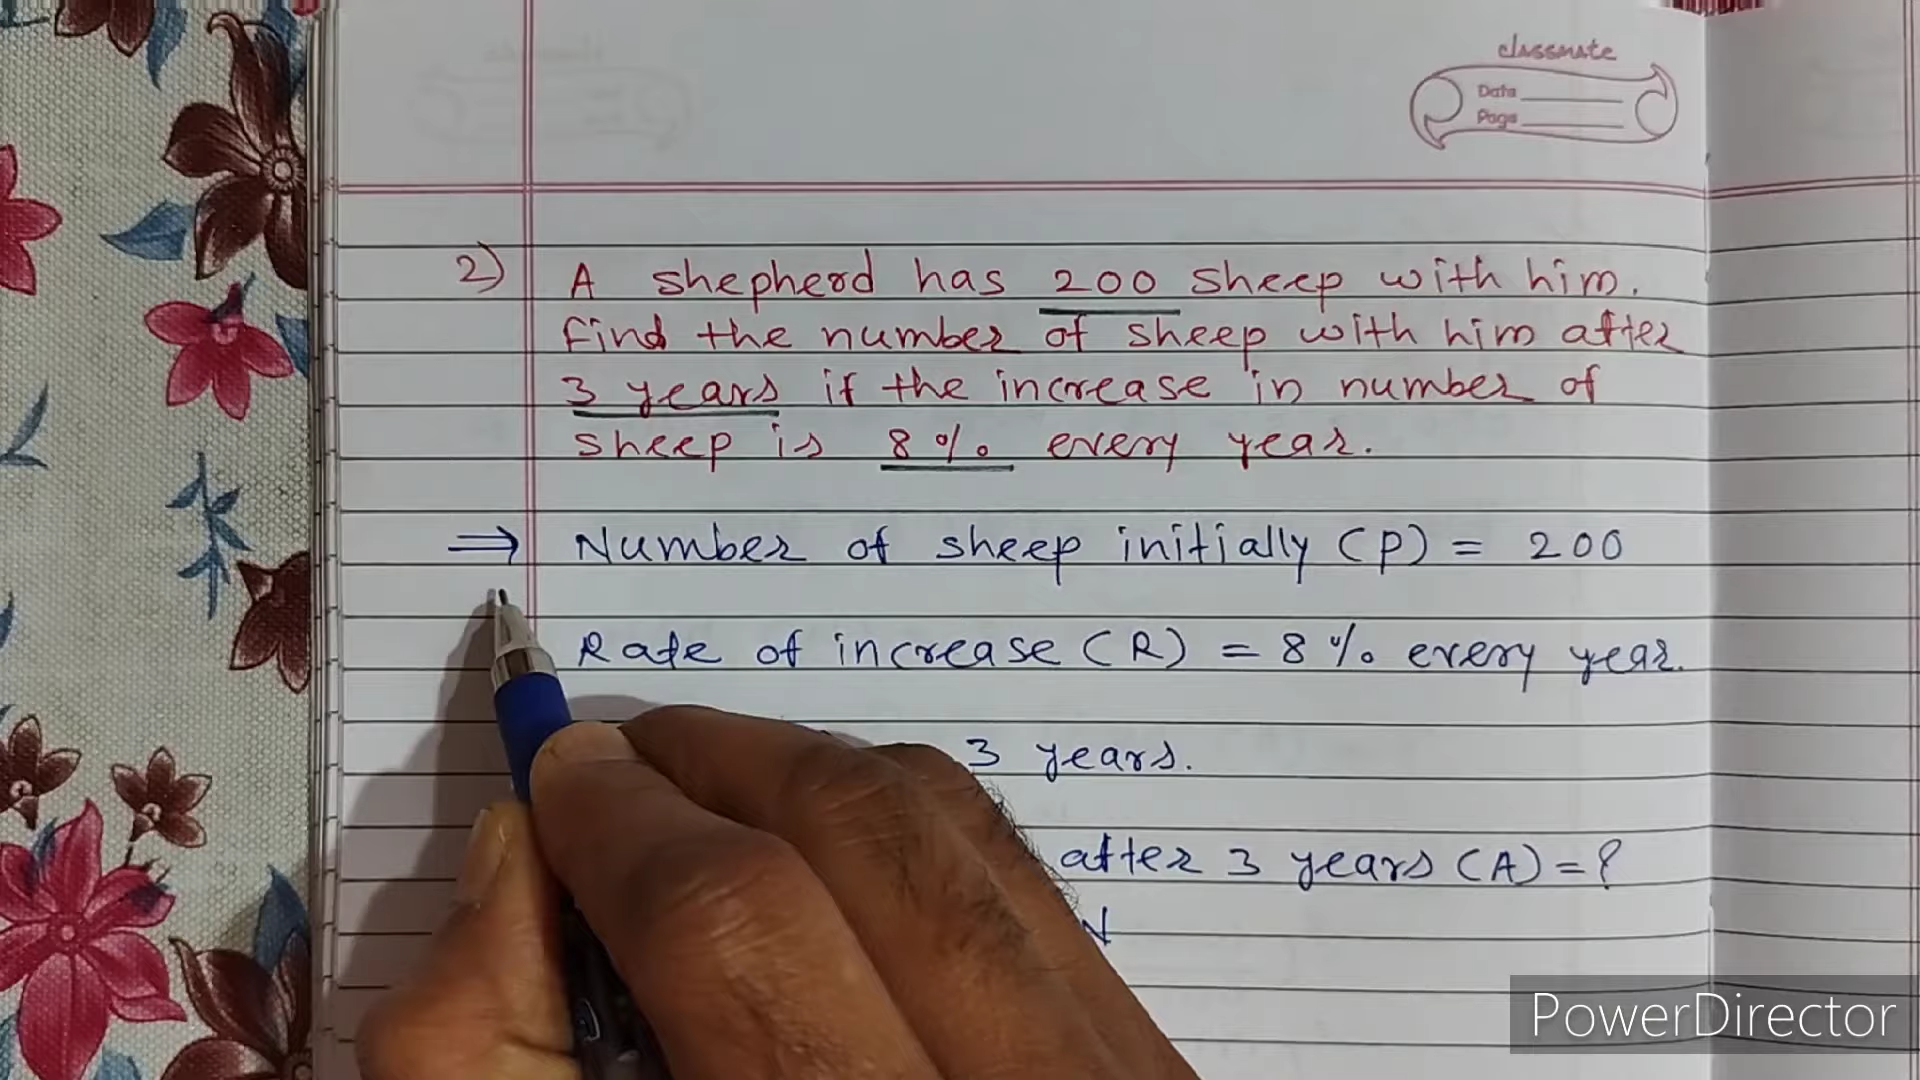 classmate
Date
Page
2) A shepherd has 200 sheep with him.
Find the number of sheep with him after
3 years if the increase in number of
sheep is 8% every year.
⇒ Number of sheep initially (P) = 200
Rate of increase (R) = 8% every year.
3 years.
after 3 years (A) = ?
N
PowerDirector